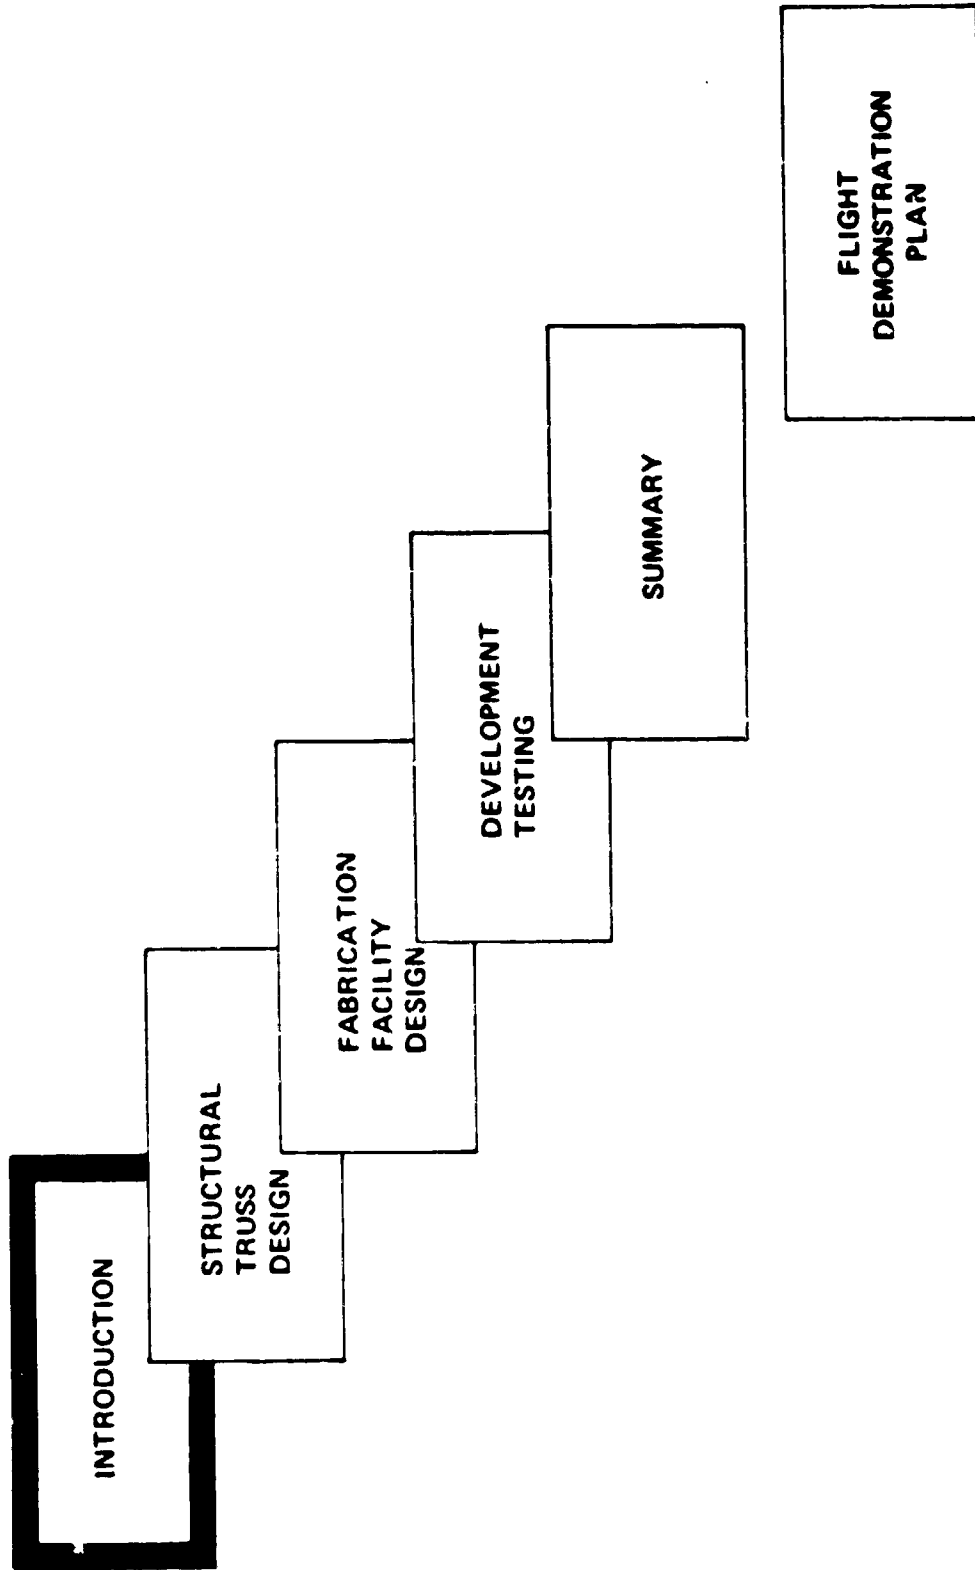 INTRODUCTION
STRUCTURAL
TRUSS
DESIGN
FABRICATION
FACILITY
DESIGN
DEVELOPMENT
TESTING
SUMMARY
FLIGHT
DEMONSTRATION
PLAN